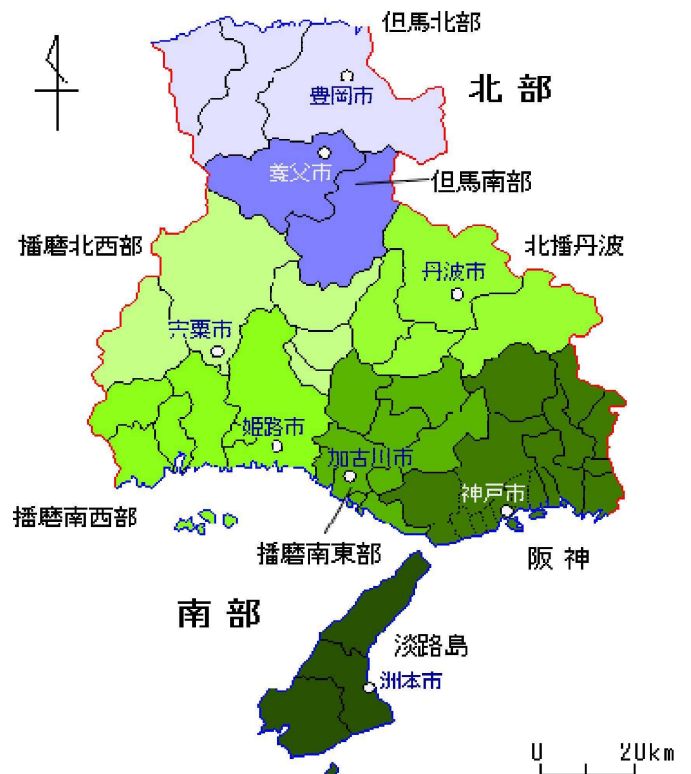 但馬北部
北部
豊岡市
養父市
但馬南部
播磨北西部
北播丹波
丹波市
宍粟市
姫路市
加古川市
神戸市
播磨南西部
播磨南東部
阪神
南部
淡路島
洲本市
0 20km